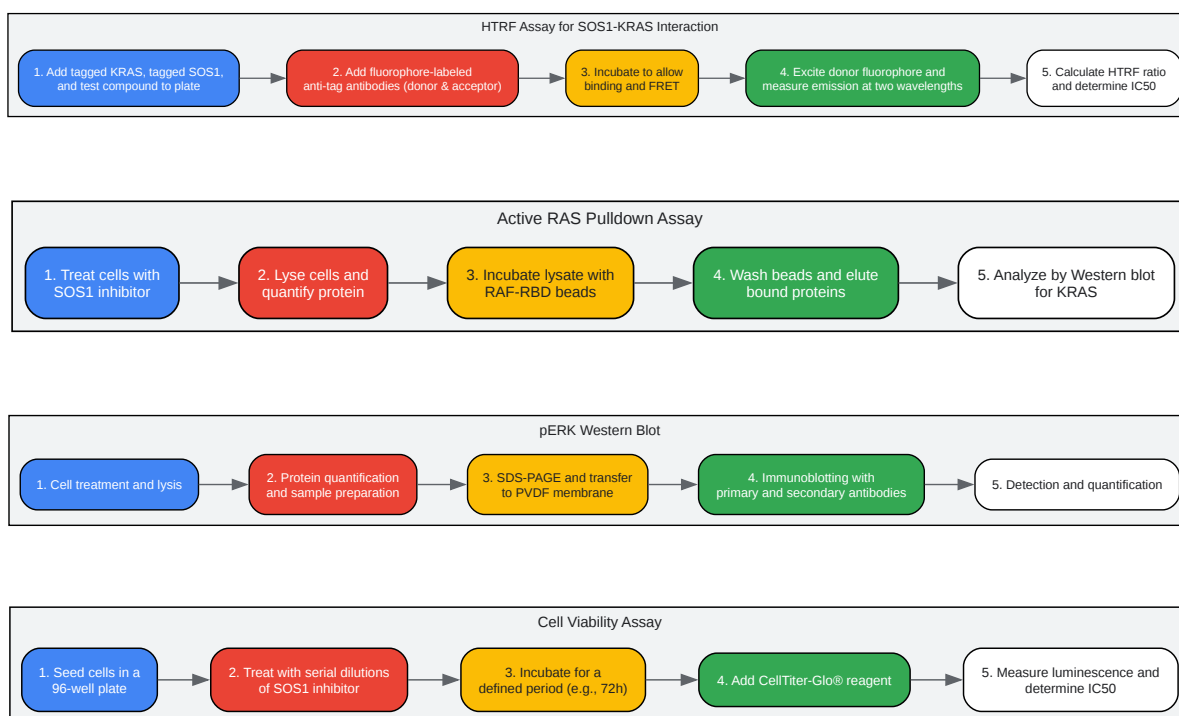 HTRF Assay for SOS1-KRAS Interaction
1. Add tagged KRAS, tagged SOS1,
and test compound to plate
2. Add fluorophore-labeled
anti-tag antibodies (donor & acceptor)
3. Incubate to allow
binding and FRET
4. Excite donor fluorophore and
measure emission at two wavelengths
5. Calculate HTRF ratio
and determine IC50
Active RAS Pulldown Assay
1. Treat cells with
SOS1 inhibitor
2. Lyse cells and
quantify protein
3. Incubate lysate with
RAF-RBD beads
4. Wash beads and elute
bound proteins
5. Analyze by Western blot
for KRAS
pERK Western Blot
1. Cell treatment and lysis
2. Protein quantification
and sample preparation
3. SDS-PAGE and transfer
to PVDF membrane
4. Immunoblotting with
primary and secondary antibodies
5. Detection and quantification
Cell Viability Assay
1. Seed cells in a
96-well plate
2. Treat with serial dilutions
of SOS1 inhibitor
3. Incubate for a
defined period (e.g., 72h)
4. Add CellTiter-Glo® reagent
5. Measure luminescence and
determine IC50